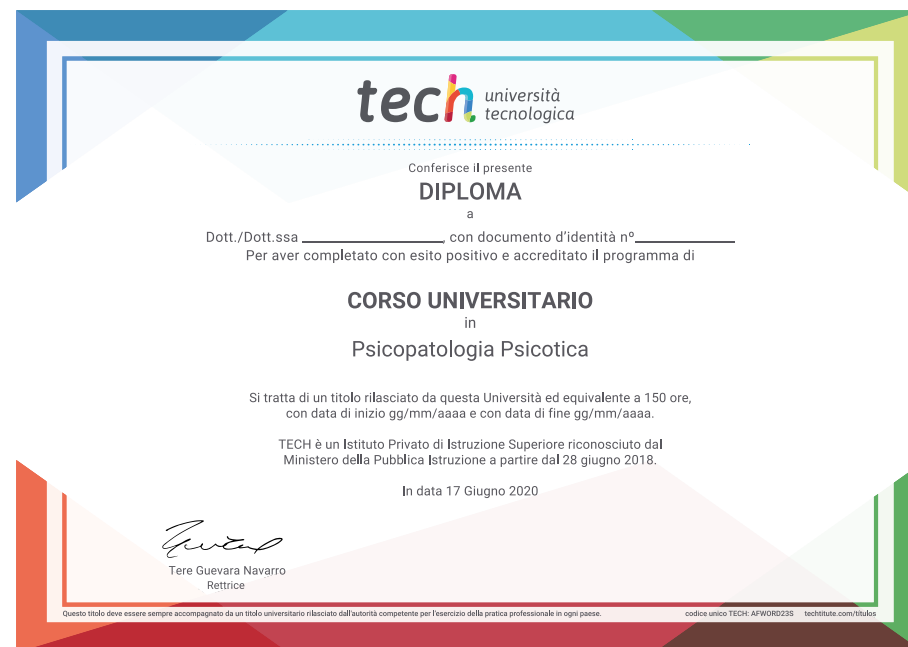 tech università
tecnologica
Conferisce il presente
DIPLOMA
a
Dott./Dott.ssa ____________________, con documento d'identità nº______________
Per aver completato con esito positivo e accreditato il programma di
CORSO UNIVERSITARIO
in
Psicopatologia Psicotica
Si tratta di un titolo rilasciato da questa Università ed equivalente a 150 ore,
con data di inizio gg/mm/aaaa e con data di fine gg/mm/aaaa.
TECH è un Istituto Privato di Istruzione Superiore riconosciuto dal
Ministero della Pubblica Istruzione a partire dal 28 giugno 2018.
In data 17 Giugno 2020
Tere Guevara Navarro
Rettrice
Questo titolo deve essere sempre accompagnato da un titolo universitario rilasciato dall'autorità competente per l'esercizio della pratica professionale in ogni paese. codice unico TECH: AFWORD23S techtitute.com/titulos